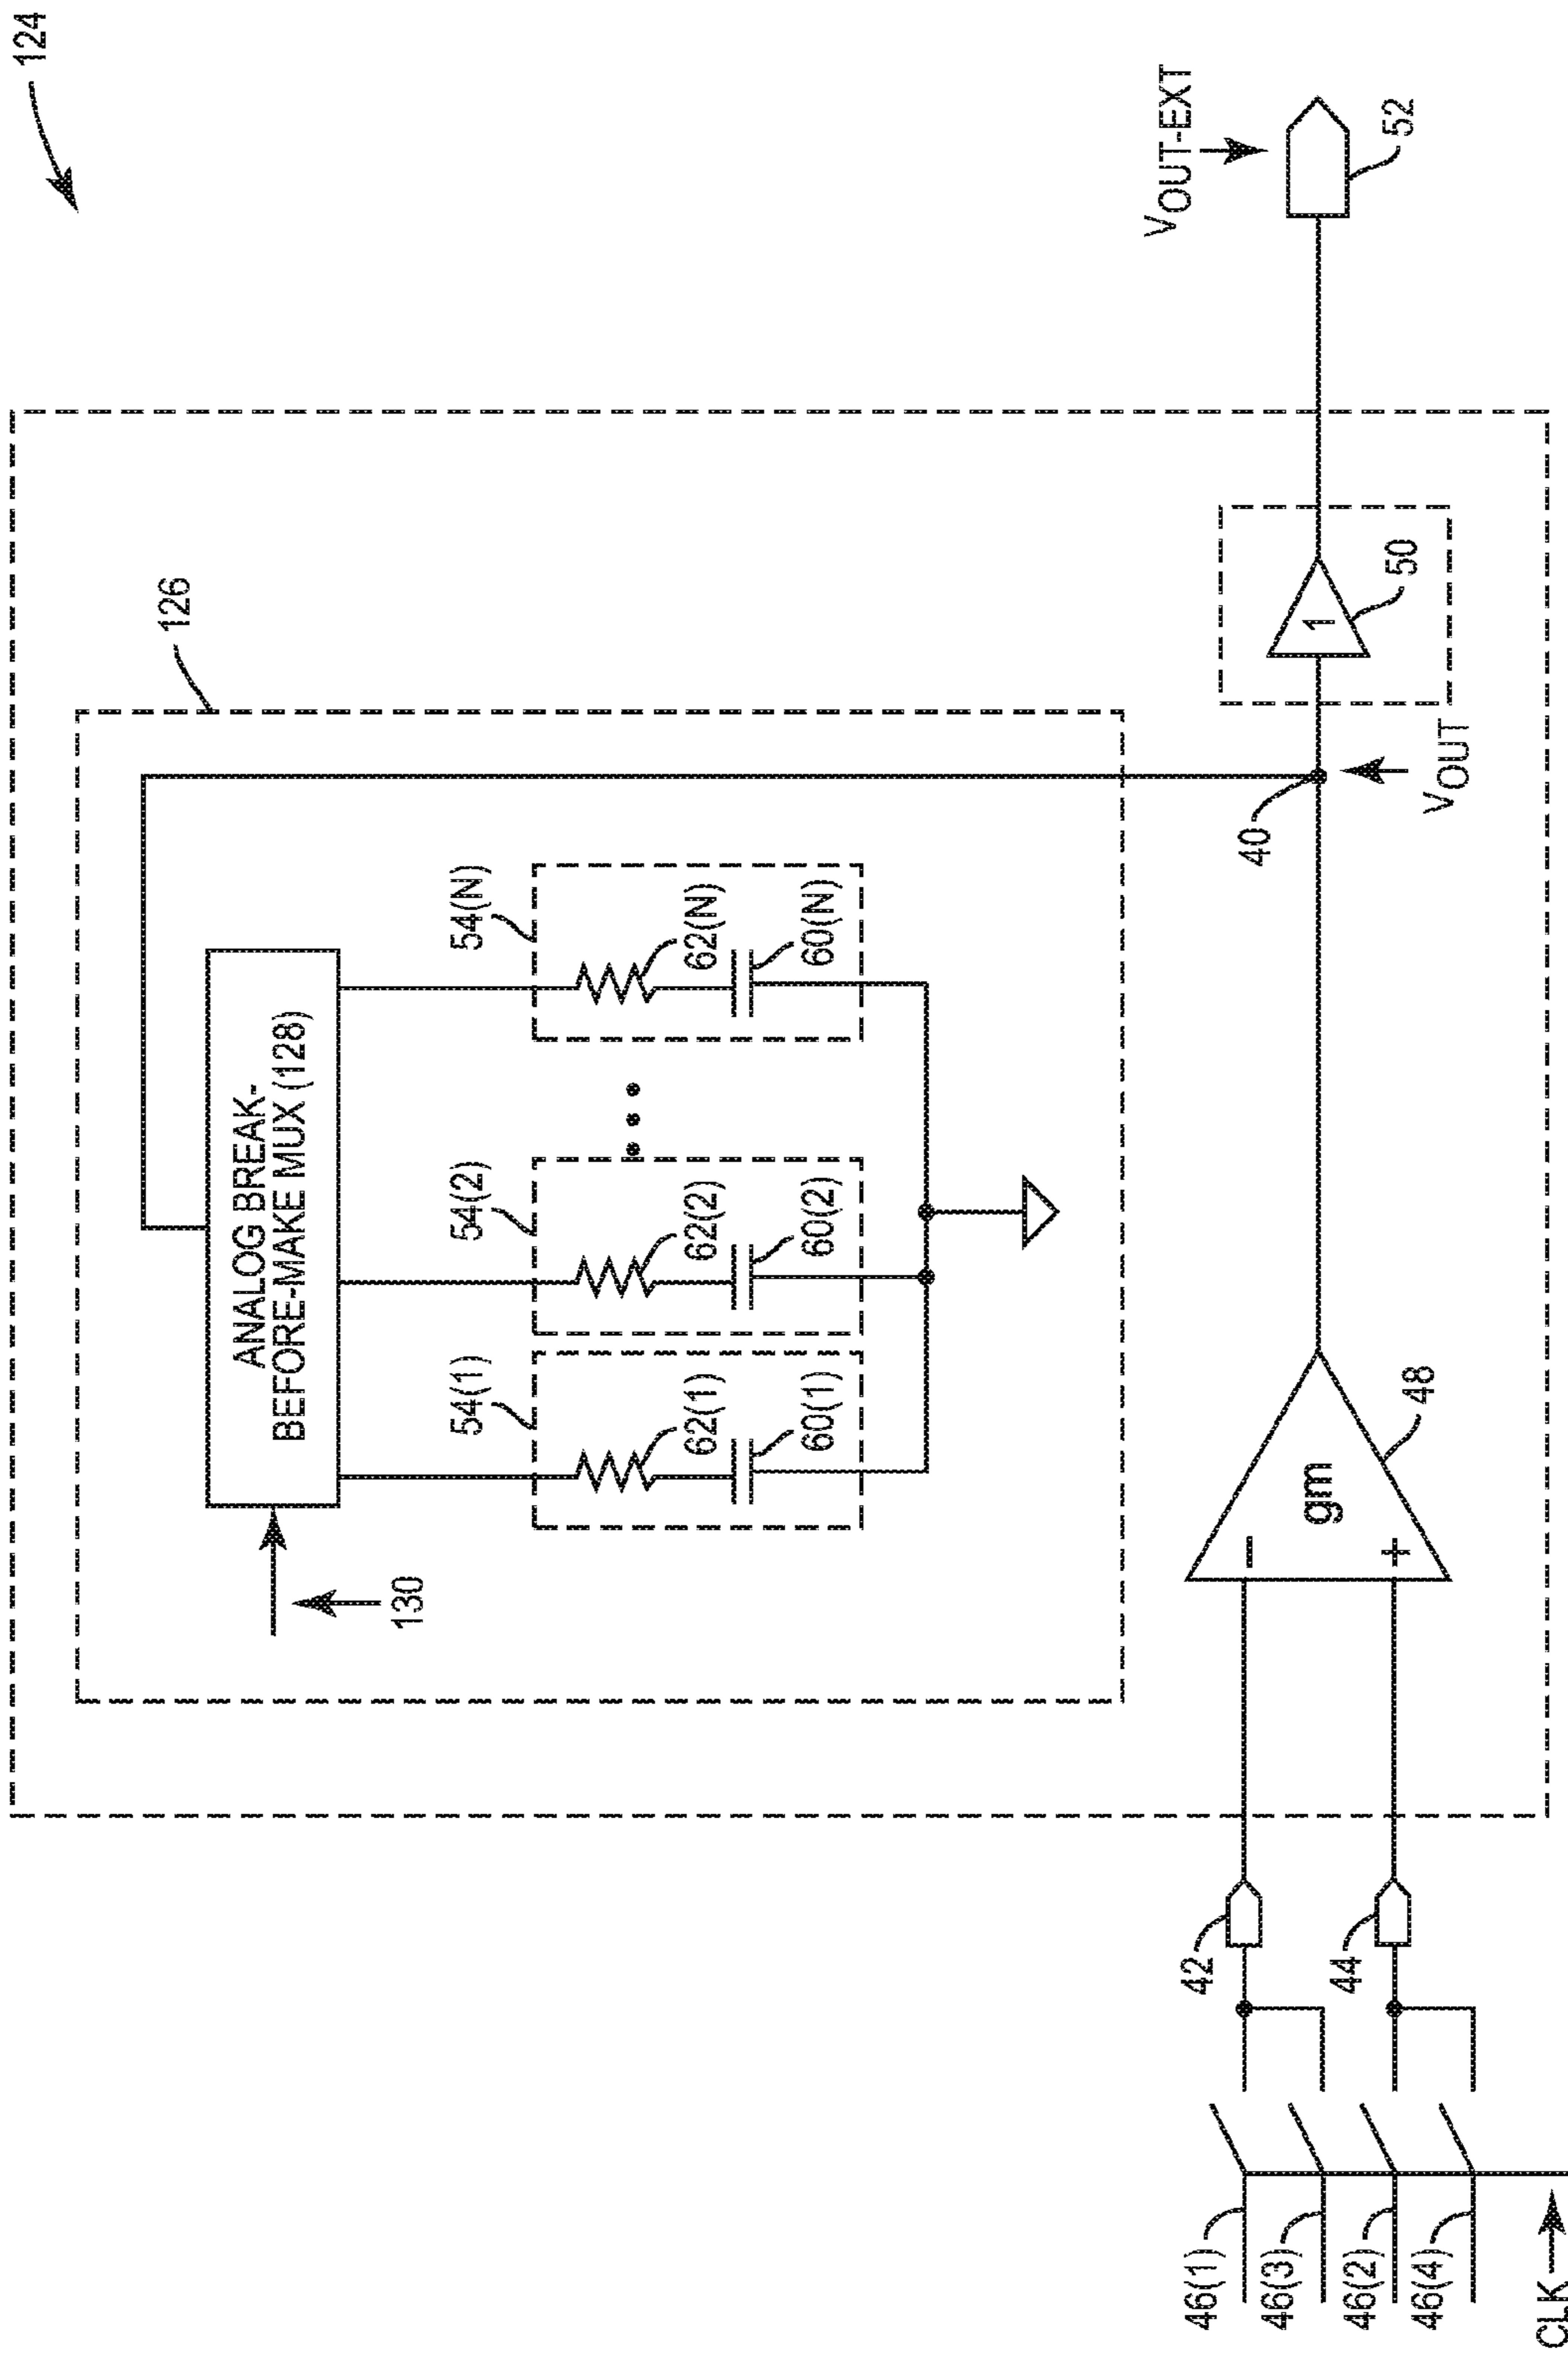 124
126
ANALOG BREAK-
BEFORE-MAKE MUX (128)
130
54(1)
54(2)
54(N)
62(1)
62(2)
62(N)
60(1)
60(2)
60(N)
VOUT-EXT
52
50
1
40
VOUT
gm
−
+
48
42
44
46(1)
46(3)
46(2)
46(4)
CLK